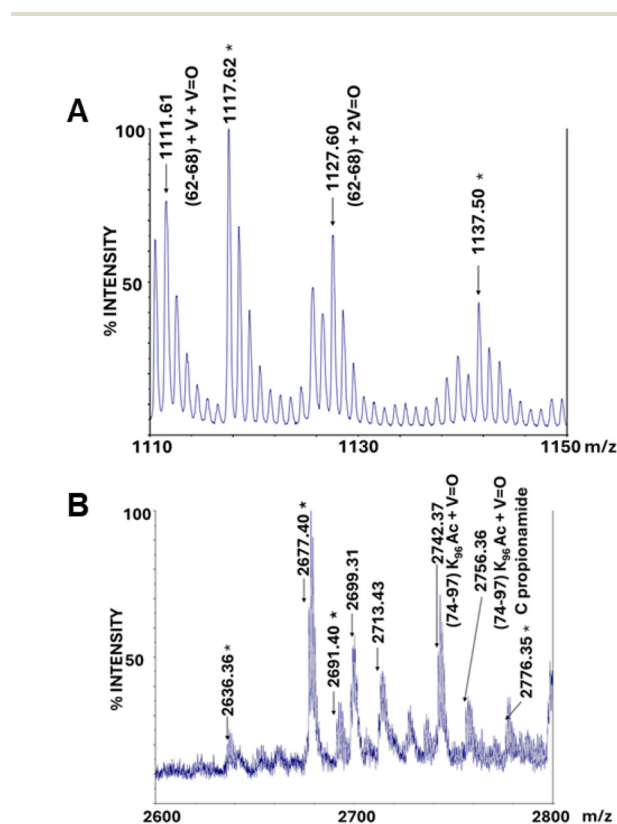 A
1111.61
(62-68) + V + V=O
1117.62 *
1127.60
(62-68) + 2V=O
1137.50 *
% INTENSITY
100
50
1110
1130
1150 m/z
B
2636.36 *
2677.40 *
2691.40 *
2699.31
2713.43
2742.37
(74-97) K96 Ac + V=O
2756.36
(74-97) K96 Ac + V=O
2776.35 * C propionamide
% INTENSITY
100
50
2600
2700
2800
m/z